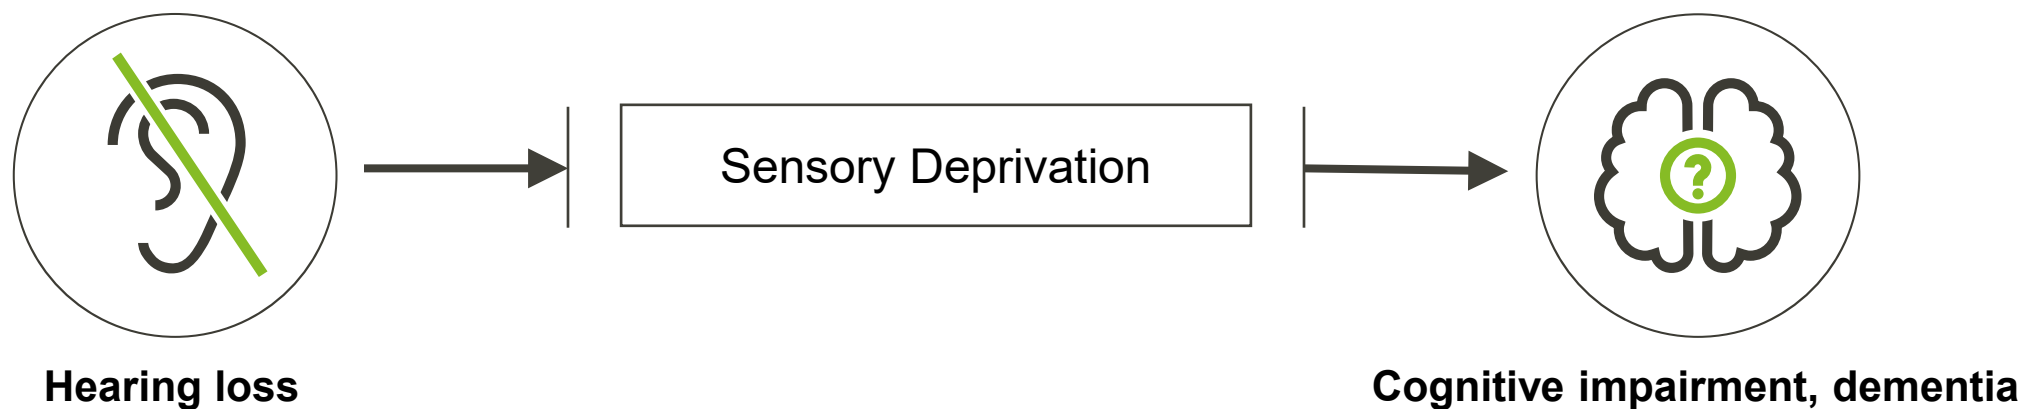 Sensory Deprivation
?
Hearing loss
Cognitive impairment, dementia